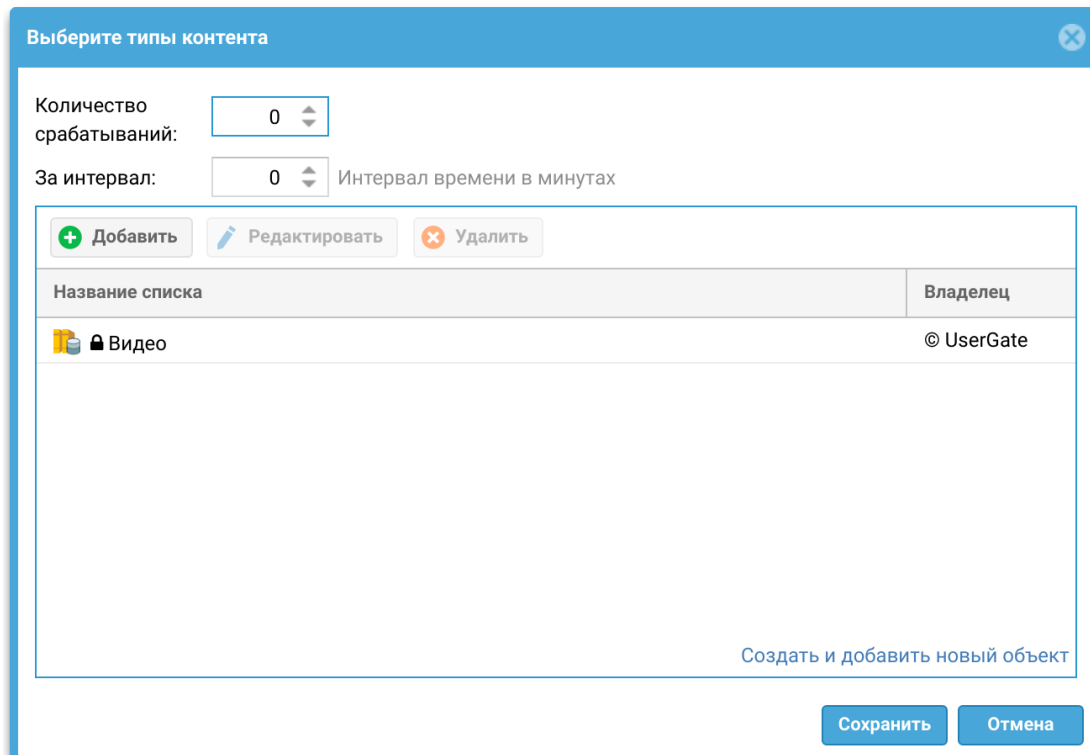 Выберите типы контента
Количество
срабатываний:
0
За интервал:
0
Интервал времени в минутах
Добавить
Редактировать
Удалить
Название списка
Владелец
Видео
© UserGate
Создать и добавить новый объект
Сохранить
Отмена